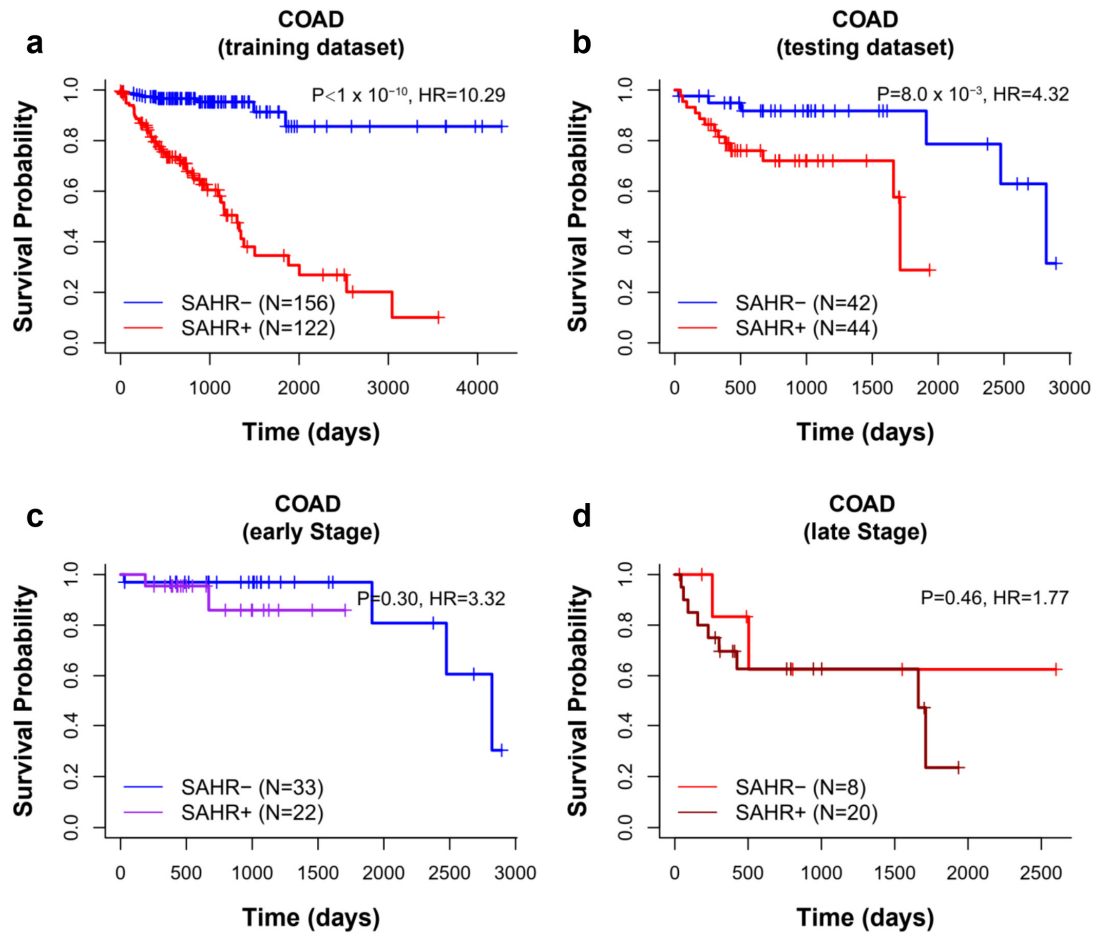 a
COAD
(training dataset)
P<1 x 10⁻¹⁰, HR=10.29
Survival Probability
1.0
0.8
0.6
0.4
0.2
0.0
SAHR− (N=156)
SAHR+ (N=122)
0 1000 2000 3000 4000
Time (days)
b
COAD
(testing dataset)
P=8.0 x 10⁻³, HR=4.32
Survival Probability
1.0
0.8
0.6
0.4
0.2
0.0
SAHR− (N=42)
SAHR+ (N=44)
0 500 1000 1500 2000 2500 3000
Time (days)
c
COAD
(early Stage)
P=0.30, HR=3.32
Survival Probability
1.0
0.8
0.6
0.4
0.2
0.0
SAHR− (N=33)
SAHR+ (N=22)
0 500 1000 1500 2000 2500 3000
Time (days)
d
COAD
(late Stage)
P=0.46, HR=1.77
Survival Probability
1.0
0.8
0.6
0.4
0.2
0.0
SAHR− (N=8)
SAHR+ (N=20)
0 500 1000 1500 2000 2500
Time (days)